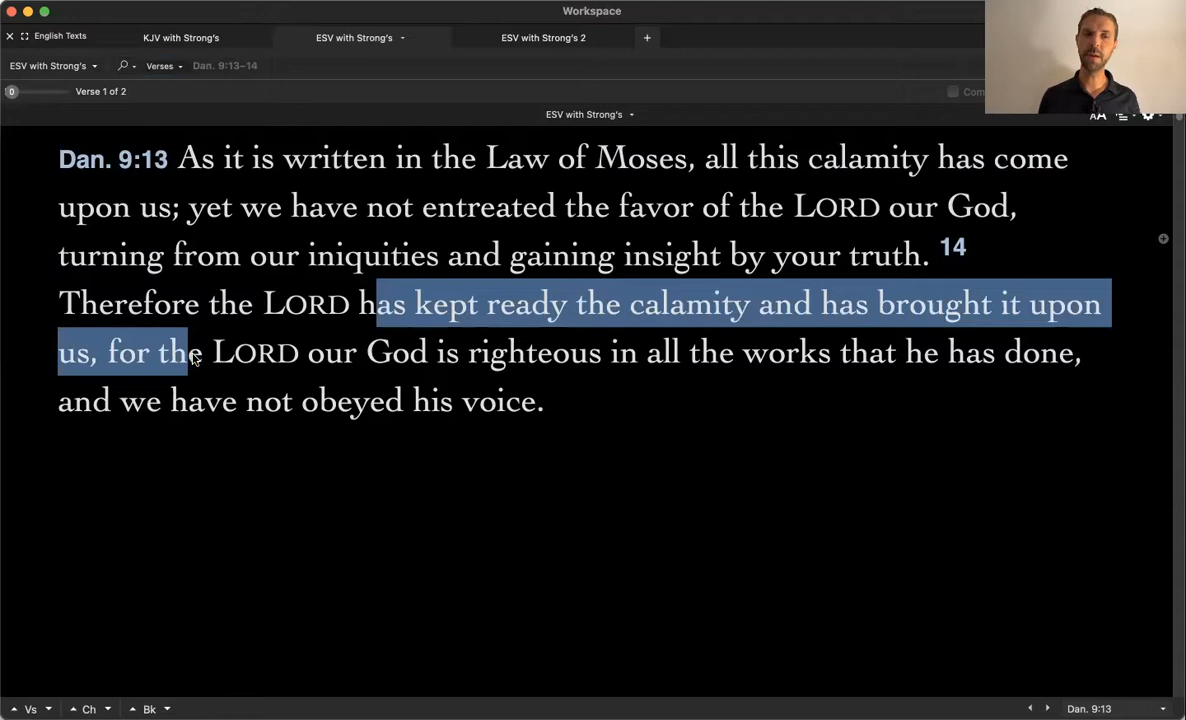 Workspace
English Texts
KJV with Strong's
ESV with Strong's
ESV with Strong's 2
ESV with Strong's
Verses
Dan. 9:13–14
0
Verse 1 of 2
Com
ESV with Strong's
AA
Dan. 9:13 As it is written in the Law of Moses, all this calamity has come
upon us; yet we have not entreated the favor of the LORD our God,
turning from our iniquities and gaining insight by your truth. 14
Therefore the LORD has kept ready the calamity and has brought it upon
us, for the LORD our God is righteous in all the works that he has done,
and we have not obeyed his voice.
Vs
Ch
Bk
Dan. 9:13